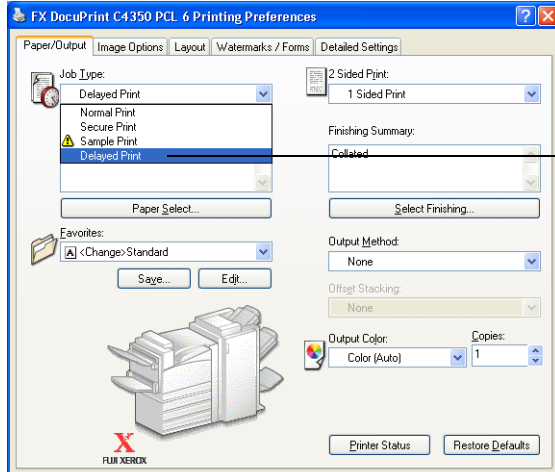 FX DocuPrint C4350 PCL 6 Printing Preferences
Paper/Output
Image Options
Layout
Watermarks / Forms
Detailed Settings
Job Type:
Delayed Print
Normal Print
Secure Print
Sample Print
Delayed Print
Paper Select...
Favorites:
A <Change>Standard
Save...
Edit...
2 Sided Print:
1 Sided Print
Finishing Summary:
Collated
Select Finishing...
Output Method:
None
Offset Stacking:
None
Output Color:
Color (Auto)
Copies:
1
X
FUJI XEROX
Printer Status
Restore Defaults